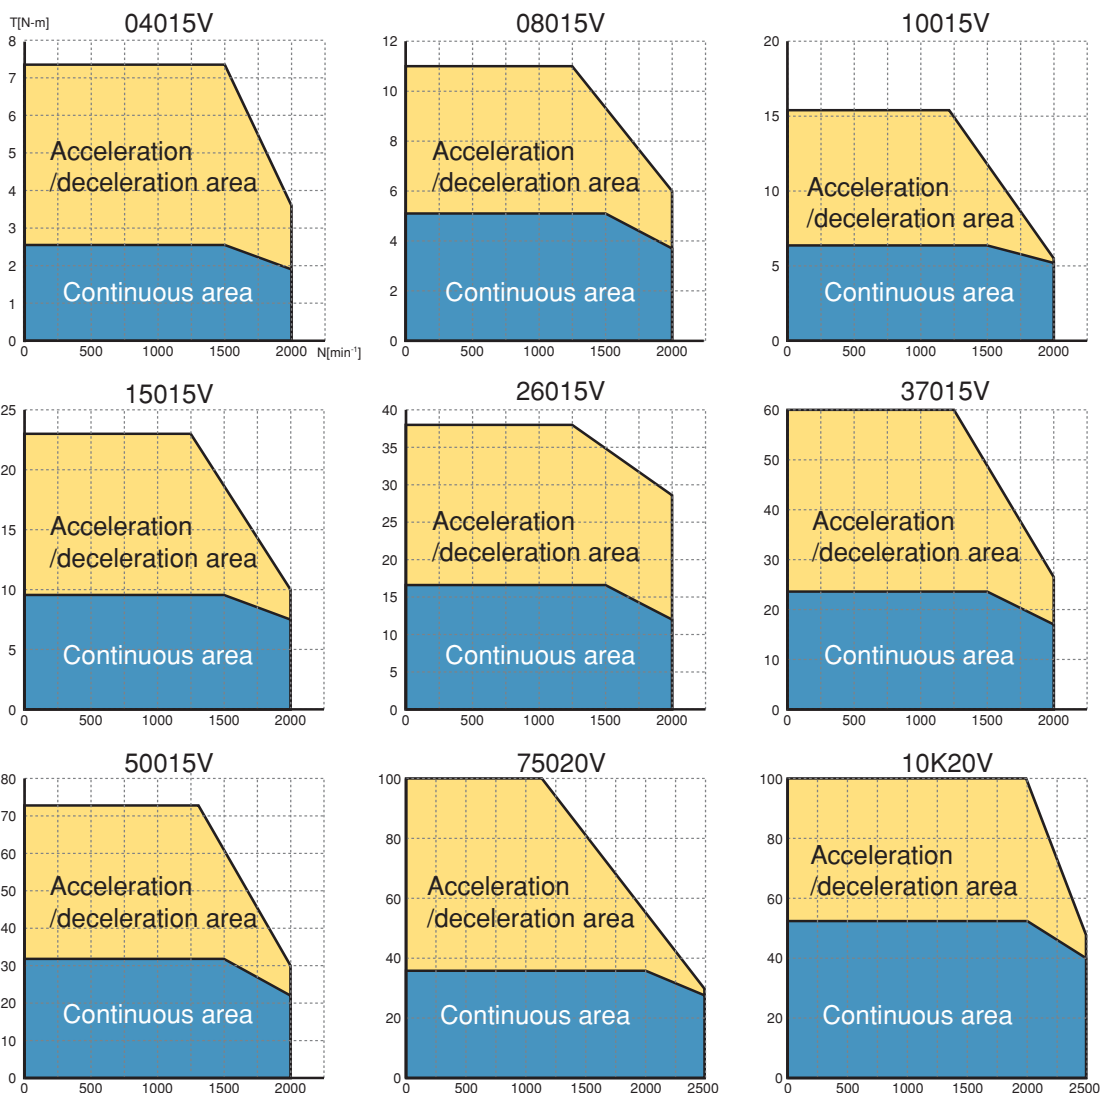 T[N-m]
04015V
8
7
6
5
4
3
2
1
0
Acceleration
/deceleration area
Continuous area
0 500 1000 1500 2000 N[min-1]
08015V
12
10
8
6
4
2
0
Acceleration
/deceleration area
Continuous area
0 500 1000 1500 2000
10015V
20
15
10
5
0
Acceleration
/deceleration area
Continuous area
0 500 1000 1500 2000
15015V
25
20
15
10
5
0
Acceleration
/deceleration area
Continuous area
0 500 1000 1500 2000
26015V
40
35
30
25
20
15
10
5
0
Acceleration
/deceleration area
Continuous area
0 500 1000 1500 2000
37015V
60
50
40
30
20
10
0
Acceleration
/deceleration area
Continuous area
0 500 1000 1500 2000
50015V
80
70
60
50
40
30
20
10
0
Acceleration
/deceleration area
Continuous area
0 500 1000 1500 2000
75020V
100
80
60
40
20
0
Acceleration
/deceleration area
Continuous area
0 500 1000 1500 2000 2500
10K20V
100
80
60
40
20
0
Acceleration
/deceleration area
Continuous area
0 500 1000 1500 2000 2500